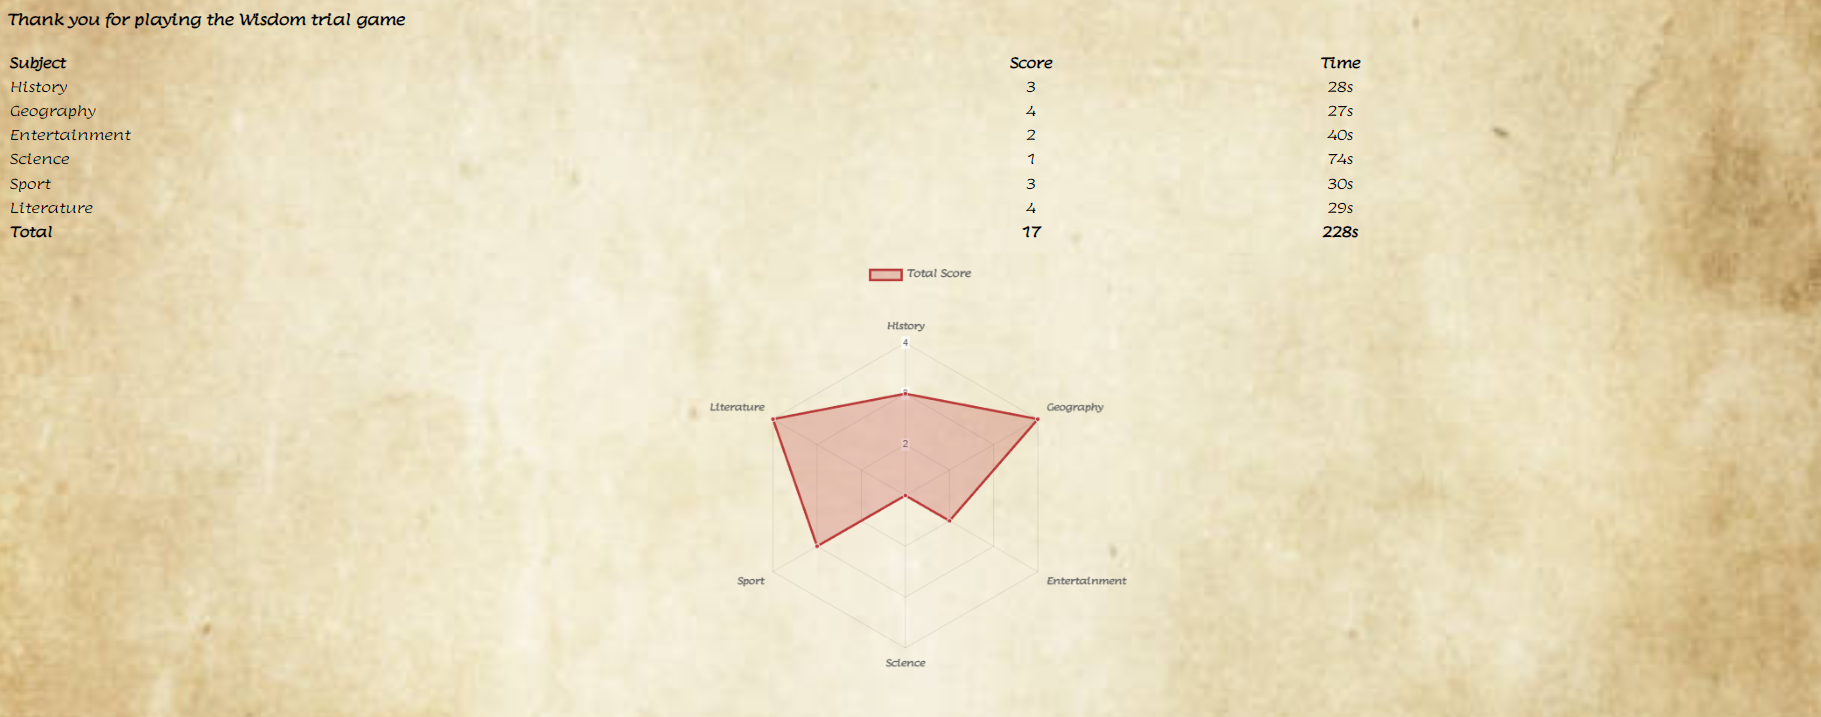 Thank you for playing the Wisdom trial game
Subject Score Time
History 3 28s
Geography 4 27s
Entertainment 2 40s
Science 1 74s
Sport 3 30s
Literature 4 29s
Total 17 228s
Total Score
History
4
3
Literature Geography
2
Sport Entertainment
Science